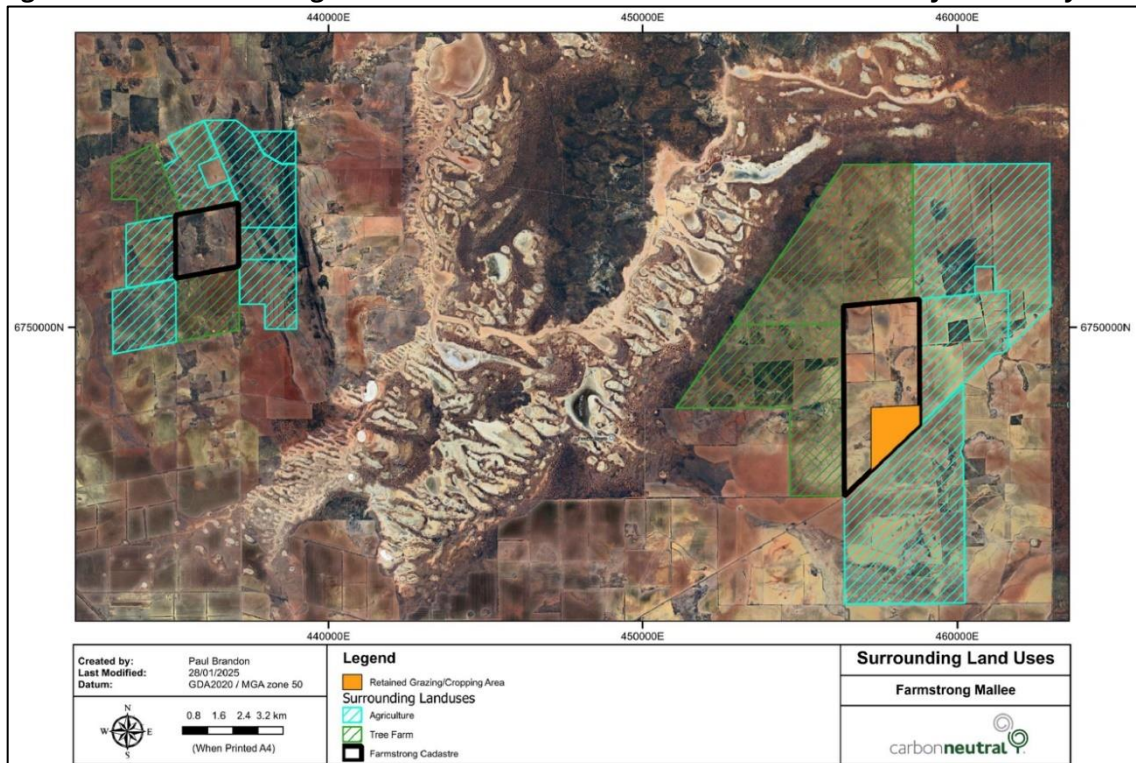 440000E 450000E 460000E
6750000N 6750000N
440000E 450000E 460000E
Created by: Paul Brandon
Last Modified: 28/01/2025
Datum: GDA2020 / MGA zone 50
N
W E
S
0.8 1.6 2.4 3.2 km
(When Printed A4)
Legend
Retained Grazing/Cropping Area
Surrounding Landuses
Agriculture
Tree Farm
Farmstrong Cadastre
Surrounding Land Uses
Farmstrong Mallee
carbonneutral